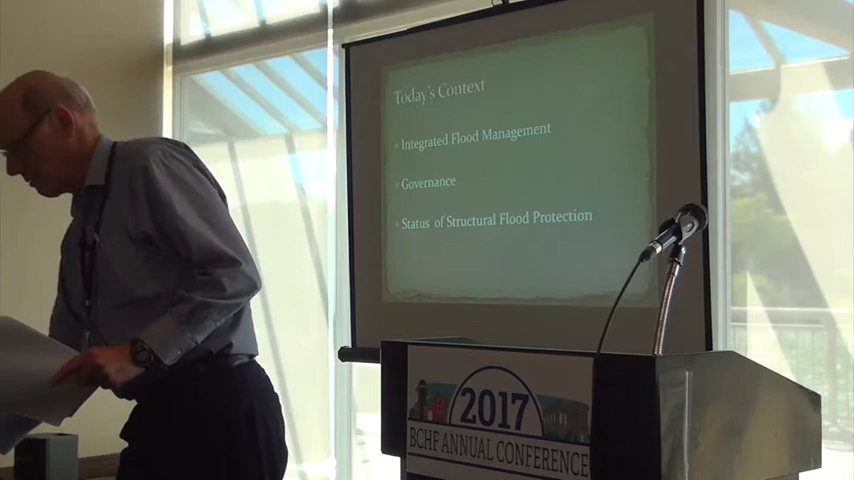 Today's Context
Integrated Flood Management
Governance
Status of Structural Flood Protection
2017
BCHF ANNUAL CONFERENCE